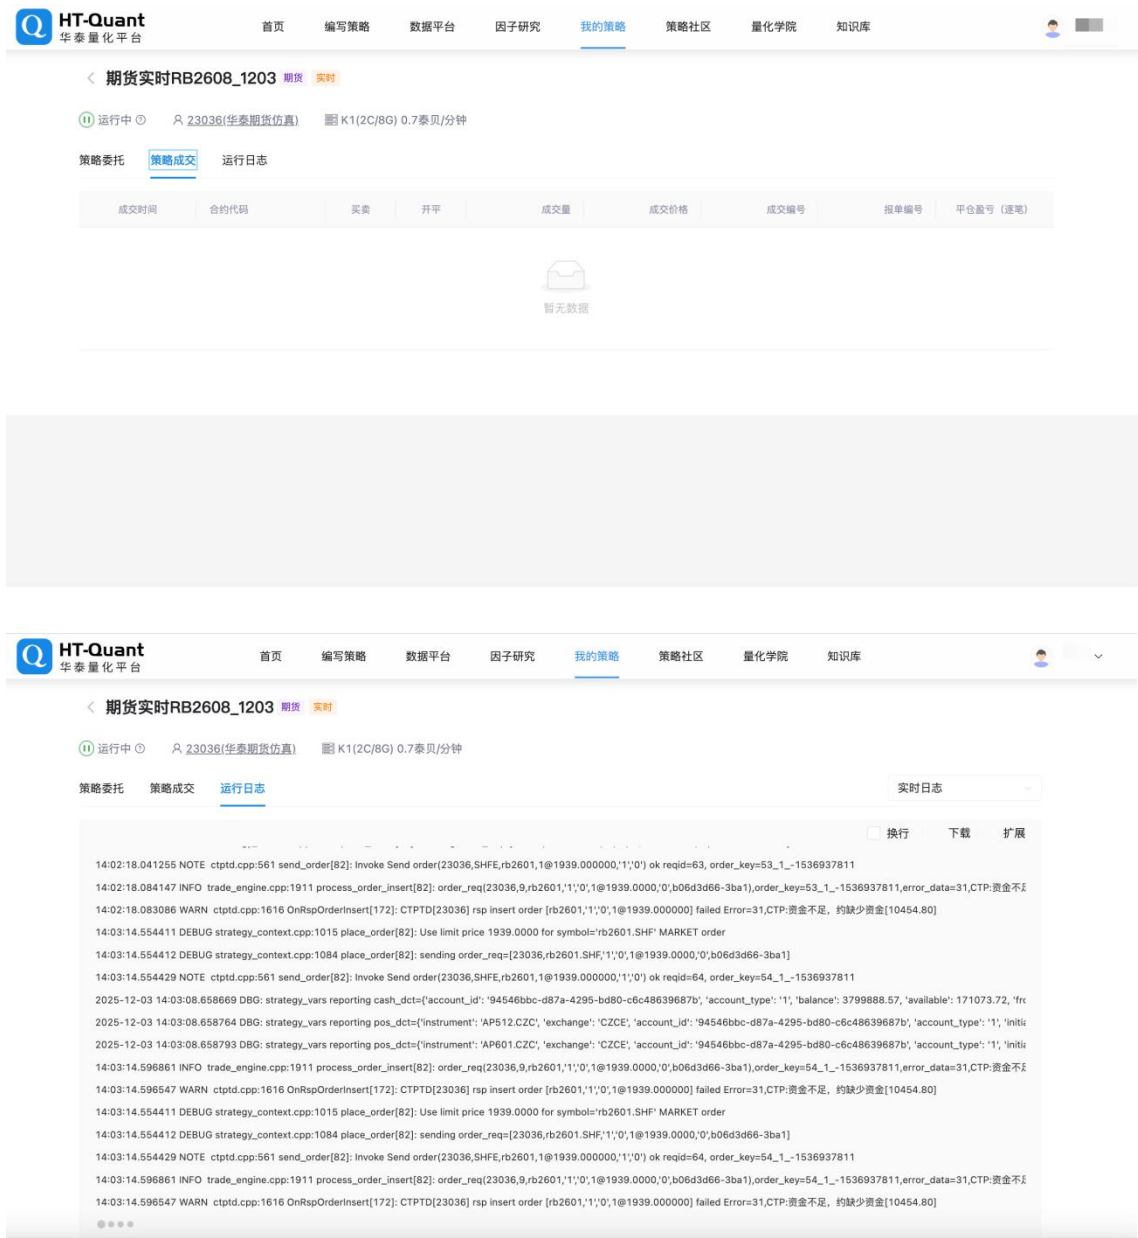 HT-Quant
华泰量化平台
首页 编写策略 数据平台 因子研究 我的策略 策略社区 量化学院 知识库
期货实时RB2608_1203 期货 实时
运行中 23036(华泰期货仿真) K1(2C/8G) 0.7泰贝/分钟
策略委托 策略成交 运行日志
成交时间 合约代码 买卖 开平 成交量 成交价格 成交编号 报单编号 平仓盈亏（逐笔）
暂无数据
HT-Quant
华泰量化平台
首页 编写策略 数据平台 因子研究 我的策略 策略社区 量化学院 知识库
期货实时RB2608_1203 期货 实时
运行中 23036(华泰期货仿真) K1(2C/8G) 0.7泰贝/分钟
策略委托 策略成交 运行日志 实时日志
换行 下载 扩展
14:02:18.041255 NOTE ctptd.cpp:561 send_order[82]: Invoke Send order(23036,SHFE,rb2601,1@1939.000000,'1','0') ok reqid=63, order_key=53_1_-1536937811
14:02:18.084147 INFO trade_engine.cpp:1911 process_order_insert[82]: order_req(23036,9,rb2601,'1','0',1@1939.0000,'0',b06d3d66-3ba1),order_key=53_1_-1536937811,error_data=31,CTP:资金不足
14:02:18.083086 WARN ctptd.cpp:1616 OnRspOrderInsert[172]: CTPTD[23036] rsp insert order [rb2601,'1','0',1@1939.000000] failed Error=31,CTP:资金不足，约缺少资金[10454.80]
14:03:14.554411 DEBUG strategy_context.cpp:1015 place_order[82]: Use limit price 1939.0000 for symbol='rb2601.SHF' MARKET order
14:03:14.554412 DEBUG strategy_context.cpp:1084 place_order[82]: sending order_req=[23036,rb2601.SHF,'1','0',1@1939.0000,'0',b06d3d66-3ba1]
14:03:14.554429 NOTE ctptd.cpp:561 send_order[82]: Invoke Send order(23036,SHFE,rb2601,1@1939.000000,'1','0') ok reqid=64, order_key=54_1_-1536937811
2025-12-03 14:03:08.658669 DBG: strategy_vars reporting cash_dct={'account_id': '94546bbc-d87a-4295-bd80-c6c48639687b', 'account_type': '1', 'balance': 3799888.57, 'available': 171073.72, 'fro
2025-12-03 14:03:08.658764 DBG: strategy_vars reporting pos_dct={'instrument': 'AP512.CZC', 'exchange': 'CZCE', 'account_id': '94546bbc-d87a-4295-bd80-c6c48639687b', 'account_type': '1', 'initia
2025-12-03 14:03:08.658793 DBG: strategy_vars reporting pos_dct={'instrument': 'AP601.CZC', 'exchange': 'CZCE', 'account_id': '94546bbc-d87a-4295-bd80-c6c48639687b', 'account_type': '1', 'initia
14:03:14.596861 INFO trade_engine.cpp:1911 process_order_insert[82]: order_req(23036,9,rb2601,'1','0',1@1939.0000,'0',b06d3d66-3ba1),order_key=54_1_-1536937811,error_data=31,CTP:资金不足
14:03:14.596547 WARN ctptd.cpp:1616 OnRspOrderInsert[172]: CTPTD[23036] rsp insert order [rb2601,'1','0',1@1939.000000] failed Error=31,CTP:资金不足，约缺少资金[10454.80]
14:03:14.554411 DEBUG strategy_context.cpp:1015 place_order[82]: Use limit price 1939.0000 for symbol='rb2601.SHF' MARKET order
14:03:14.554412 DEBUG strategy_context.cpp:1084 place_order[82]: sending order_req=[23036,rb2601.SHF,'1','0',1@1939.0000,'0',b06d3d66-3ba1]
14:03:14.554429 NOTE ctptd.cpp:561 send_order[82]: Invoke Send order(23036,SHFE,rb2601,1@1939.000000,'1','0') ok reqid=64, order_key=54_1_-1536937811
14:03:14.596861 INFO trade_engine.cpp:1911 process_order_insert[82]: order_req(23036,9,rb2601,'1','0',1@1939.0000,'0',b06d3d66-3ba1),order_key=54_1_-1536937811,error_data=31,CTP:资金不足
14:03:14.596547 WARN ctptd.cpp:1616 OnRspOrderInsert[172]: CTPTD[23036] rsp insert order [rb2601,'1','0',1@1939.000000] failed Error=31,CTP:资金不足，约缺少资金[10454.80]